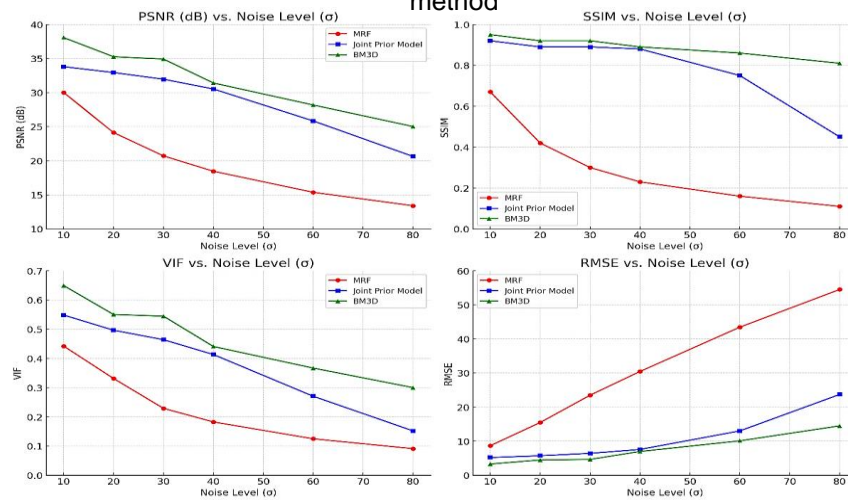 method
PSNR (dB) vs. Noise Level (σ)
40
35
30
25
20
15
10
PSNR (dB)
MRF
Joint Prior Model
BM3D
10 20 30 40 50 60 70 80
Noise Level (σ)
SSIM vs. Noise Level (σ)
1.0
0.8
0.6
0.4
0.2
0.0
SSIM
MRF
Joint Prior Model
BM3D
10 20 30 40 50 60 70 80
Noise Level (σ)
VIF vs. Noise Level (σ)
0.7
0.6
0.5
0.4
0.3
0.2
0.1
0.0
VIF
MRF
Joint Prior Model
BM3D
10 20 30 40 50 60 70 80
Noise Level (σ)
RMSE vs. Noise Level (σ)
60
50
40
30
20
10
0
RMSE
MRF
Joint Prior Model
BM3D
10 20 30 40 50 60 70 80
Noise Level (σ)